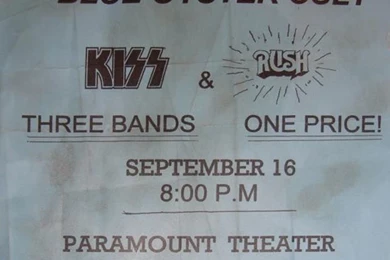 BLUE OYSTER CULT
KISS & RUSH
THREE BANDS ONE PRICE!
SEPTEMBER 16
8:00 P.M
PARAMOUNT THEATER